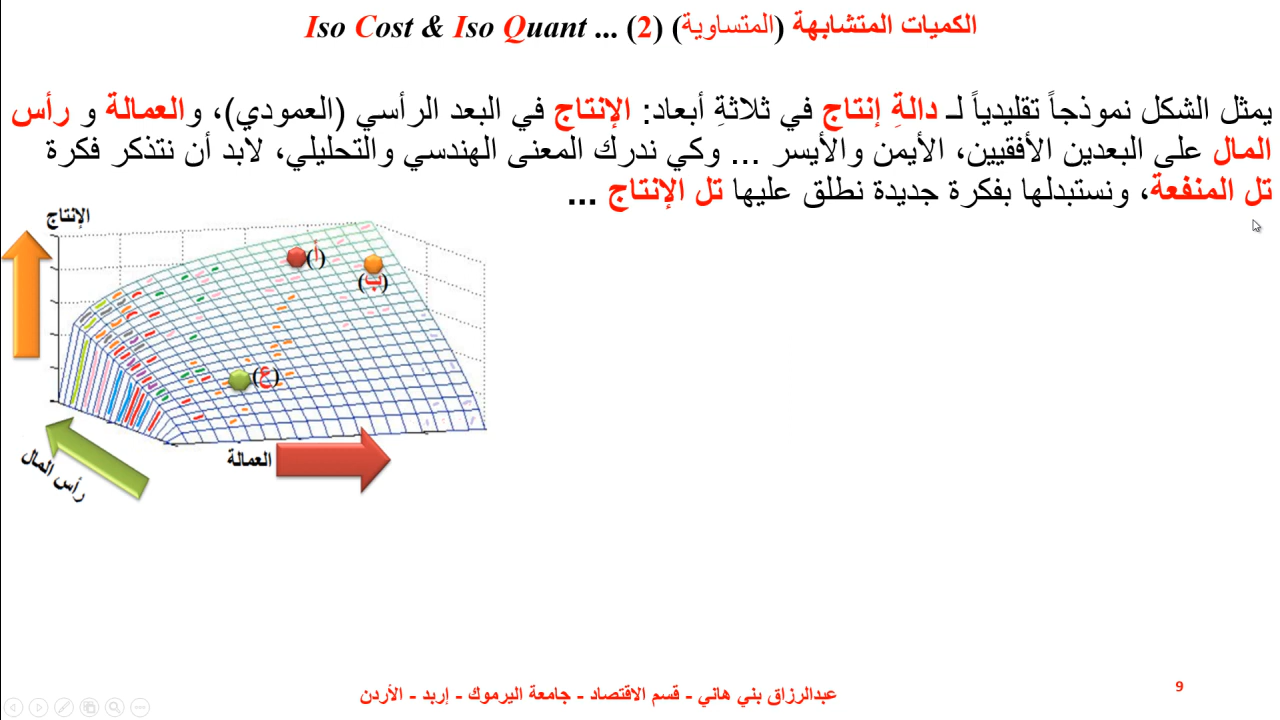 الكميات المتشابهة (المتساوية) (2) ... Iso Cost & Iso Quant
يمثل الشكل نموذجاً تقليدياً لـ دالةِ إنتاج في ثلاثةِ أبعاد: الإنتاج في البعد الرأسي (العمودي)، والعمالة و رأس
المال على البعدين الأفقيين، الأيمن والأيسر ... وكي ندرك المعنى الهندسي والتحليلي، لابد أن نتذكر فكرة
تل المنفعة، ونستبدلها بفكرة جديدة نطلق عليها تل الإنتاج ...
الإنتاج
(أ)
(ب)
(ع)
العمالة
رأس المال
عبدالرزاق بني هاني - قسم الاقتصاد - جامعة اليرموك - إربد - الأردن
9